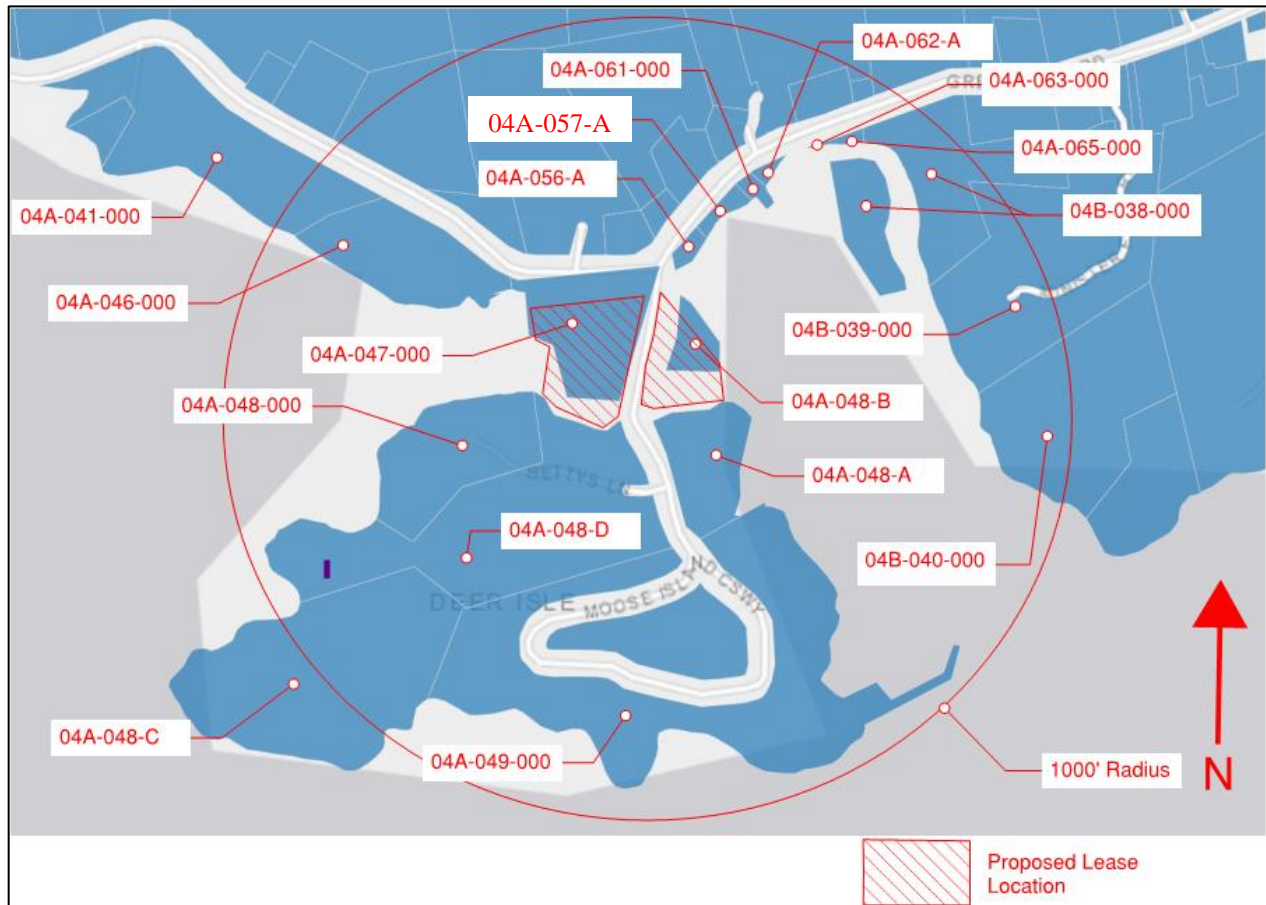 04A-062-A
04A-061-000
04A-063-000
04A-057-A
04A-065-000
04A-056-A
04A-041-000
04B-038-000
04A-046-000
04B-039-000
04A-047-000
04A-048-000
04A-048-B
BETTYS LN
04A-048-A
04A-048-D
04B-040-000
DEER ISLE
MOOSE ISLAND CSWY
04A-048-C
04A-049-000
1000' Radius
N
Proposed Lease
Location